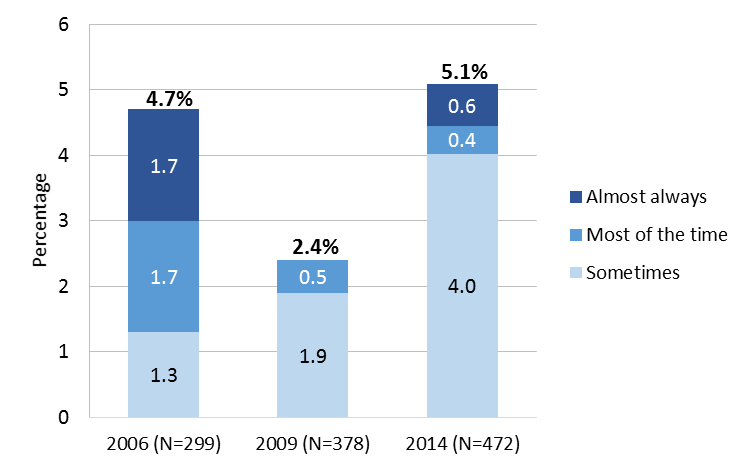 6
5
4
3
2
1
0
Percentage
4.7%
1.7
1.7
1.3
2.4%
0.5
1.9
5.1%
0.6
0.4
4.0
2006 (N=299)
2009 (N=378)
2014 (N=472)
Almost always
Most of the time
Sometimes